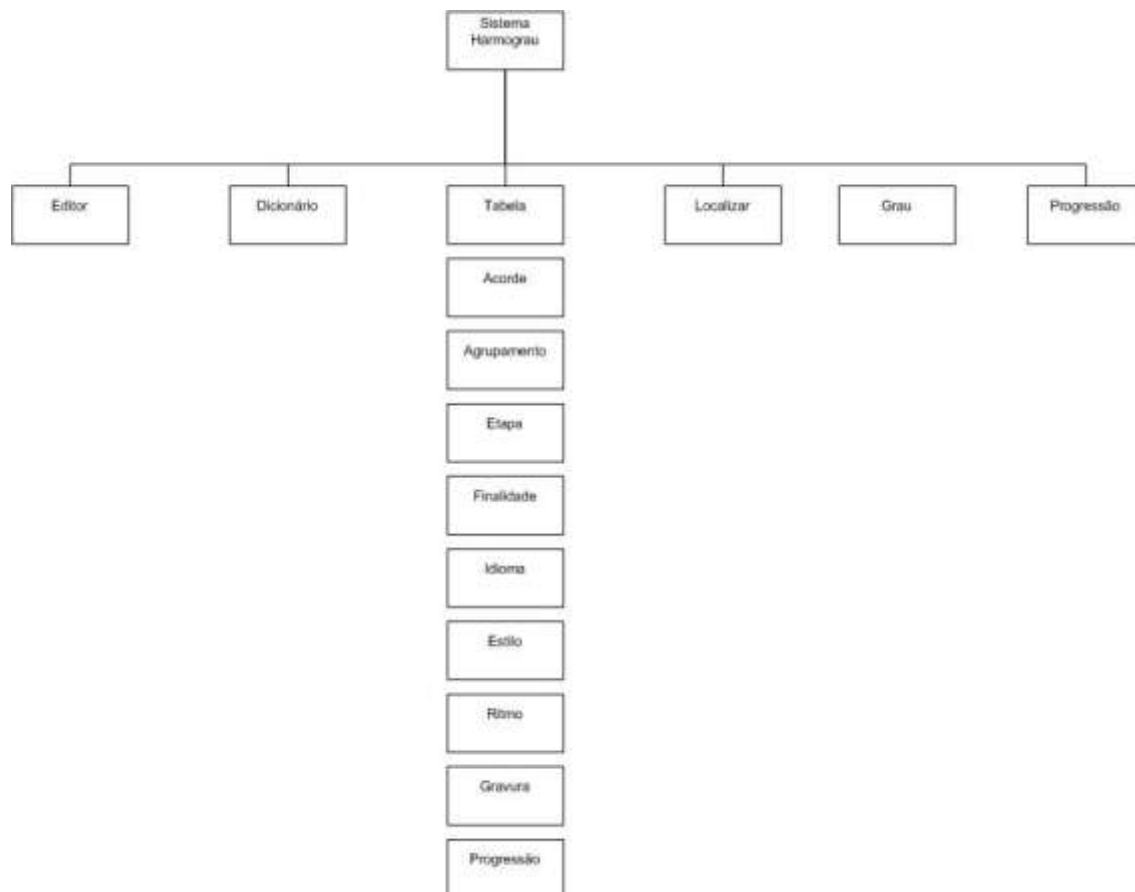 Sistema
Harmograu
Editor
Dicionário
Tabela
Localizar
Grau
Progressão
Acorde
Agrupamento
Etapa
Finalidade
Idioma
Estilo
Ritmo
Gravura
Progressão